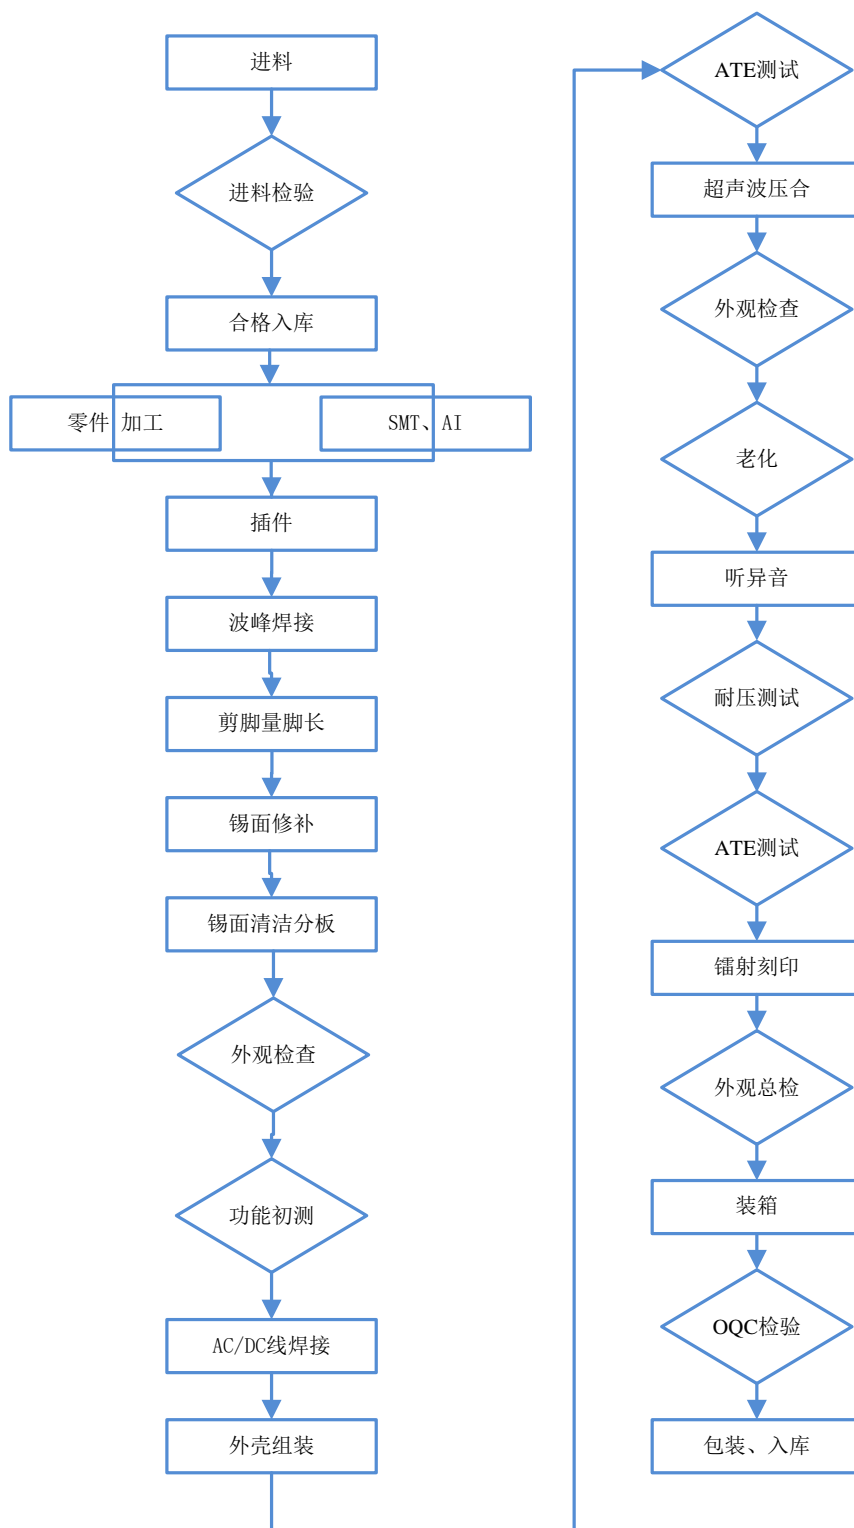 进料
进料检验
合格入库
零件 加工
SMT、AI
插件
波峰焊接
剪脚量脚长
锡面修补
锡面清洁分板
外观检查
功能初测
AC/DC线焊接
外壳组装
ATE测试
超声波压合
外观检查
老化
听异音
耐压测试
ATE测试
镭射刻印
外观总检
装箱
OQC检验
包装、入库